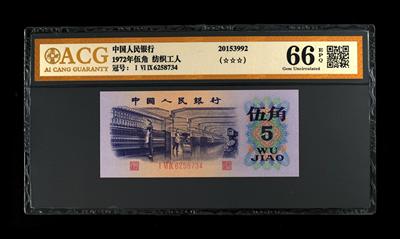 ACG
AI CANG GUARANTY
中国人民银行
1972年伍角 纺织工人
冠号: I VI IX 6258734
20153992
(☆☆☆)
66 EPQ
Gem Uncirculated
中国人民银行
伍角
5
WU
JIAO
I VI IX 6258734